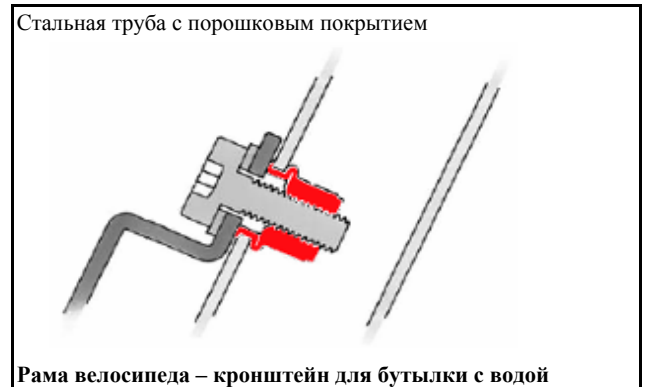 Стальная труба с порошковым покрытием
Рама велосипеда – кронштейн для бутылки с водой